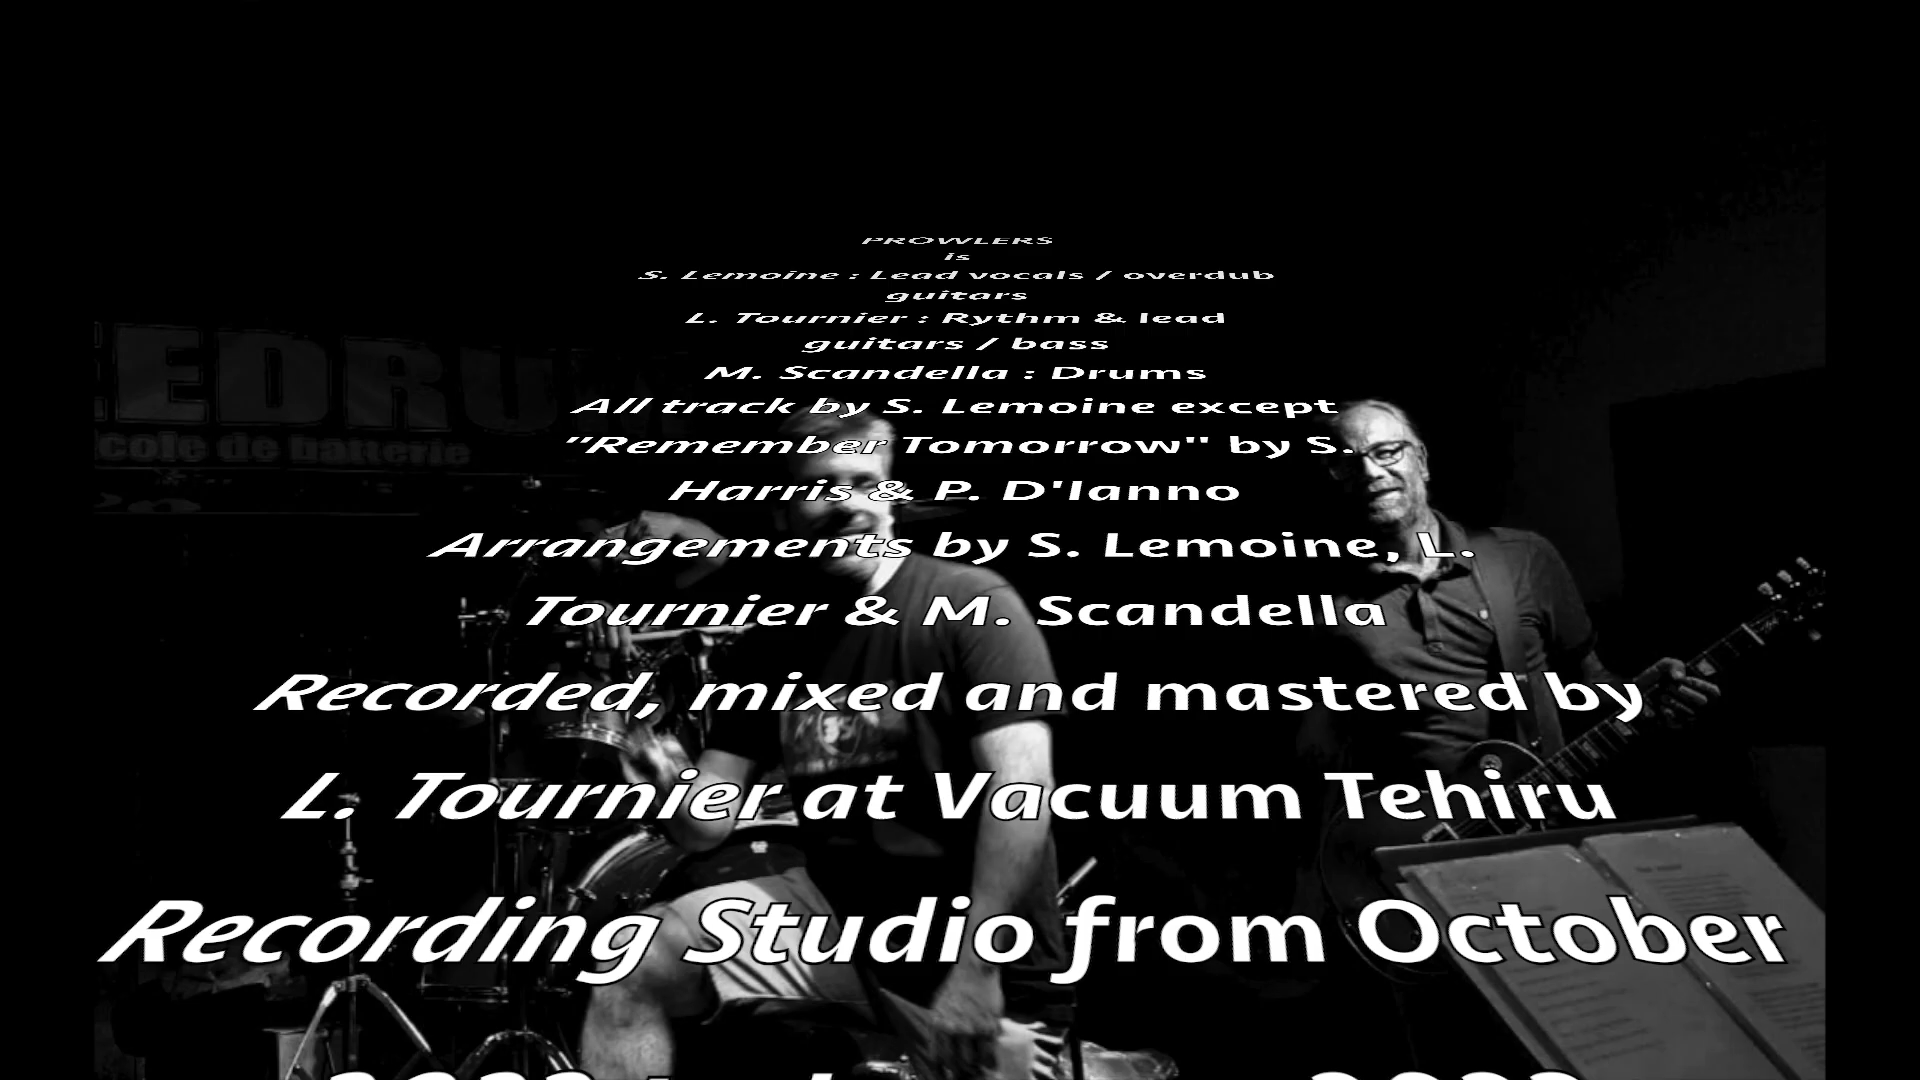 PROWLERS
is
S. Lemoine : Lead vocals / overdub
guitars
L. Tournier : Rythm & lead
guitars / bass
M. Scandella : Drums
All track by S. Lemoine except
"Remember Tomorrow" by S.
Harris & P. D'Ianno
Arrangements by S. Lemoine, L.
Tournier & M. Scandella
Recorded, mixed and mastered by
L. Tournier at Vacuum Tehiru
Recording Studio from October
EDRU
cole de batterie